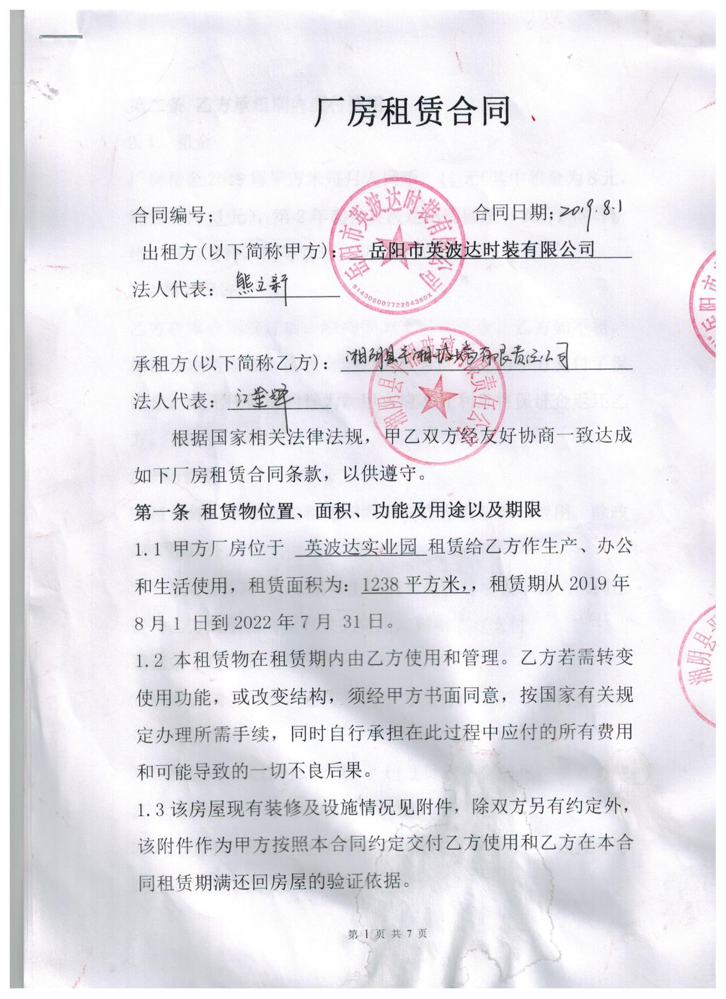 厂房租赁合同
合同编号； 合同日期；2019.8.1
出租方(以下简称甲方)： 岳阳市英波达时装有限公司
法人代表：熊立新
岳阳市英波达时装有限公司
91430600772264380X
承租方(以下简称乙方)：湘阴县平湘玻璃有限责任公司
法人代表：江金辉
湘阴县平湘玻璃有限责任公司
根据国家相关法律法规，甲乙双方经友好协商一致达成
如下厂房租赁合同条款，以供遵守。
第一条 租赁物位置、面积、功能及用途以及期限
1.1 甲方厂房位于 英波达实业园 租赁给乙方作生产、办公
和生活使用，租赁面积为：1238 平方米，，租赁期从 2019 年
8 月 1 日到 2022 年 7 月 31 日。
1.2 本租赁物在租赁期内由乙方使用和管理。乙方若需转变
使用功能，或改变结构，须经甲方书面同意，按国家有关规
定办理所需手续，同时自行承担在此过程中应付的所有费用
和可能导致的一切不良后果。
1.3 该房屋现有装修及设施情况见附件，除双方另有约定外，
该附件作为甲方按照本合同约定交付乙方使用和乙方在本合
同租赁期满还回房屋的验证依据。
岳阳市
湘阴县
第 1 页 共 7 页